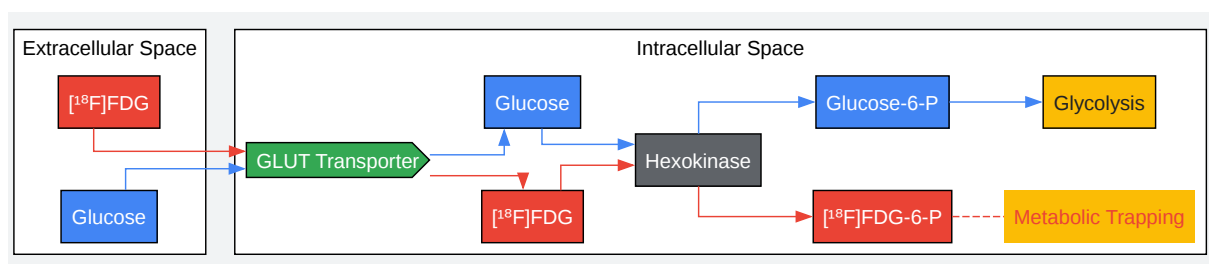 Extracellular Space
Intracellular Space
[¹⁸F]FDG
Glucose
Glucose-6-P
Glycolysis
GLUT Transporter
Hexokinase
Glucose
[¹⁸F]FDG
[¹⁸F]FDG-6-P
Metabolic Trapping